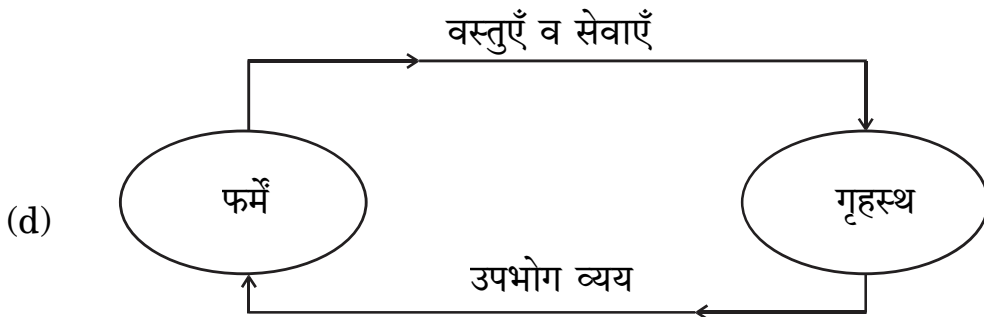 वस्तुएँ व सेवाएँ
(d)
फर्में
गृहस्थ
उपभोग व्यय